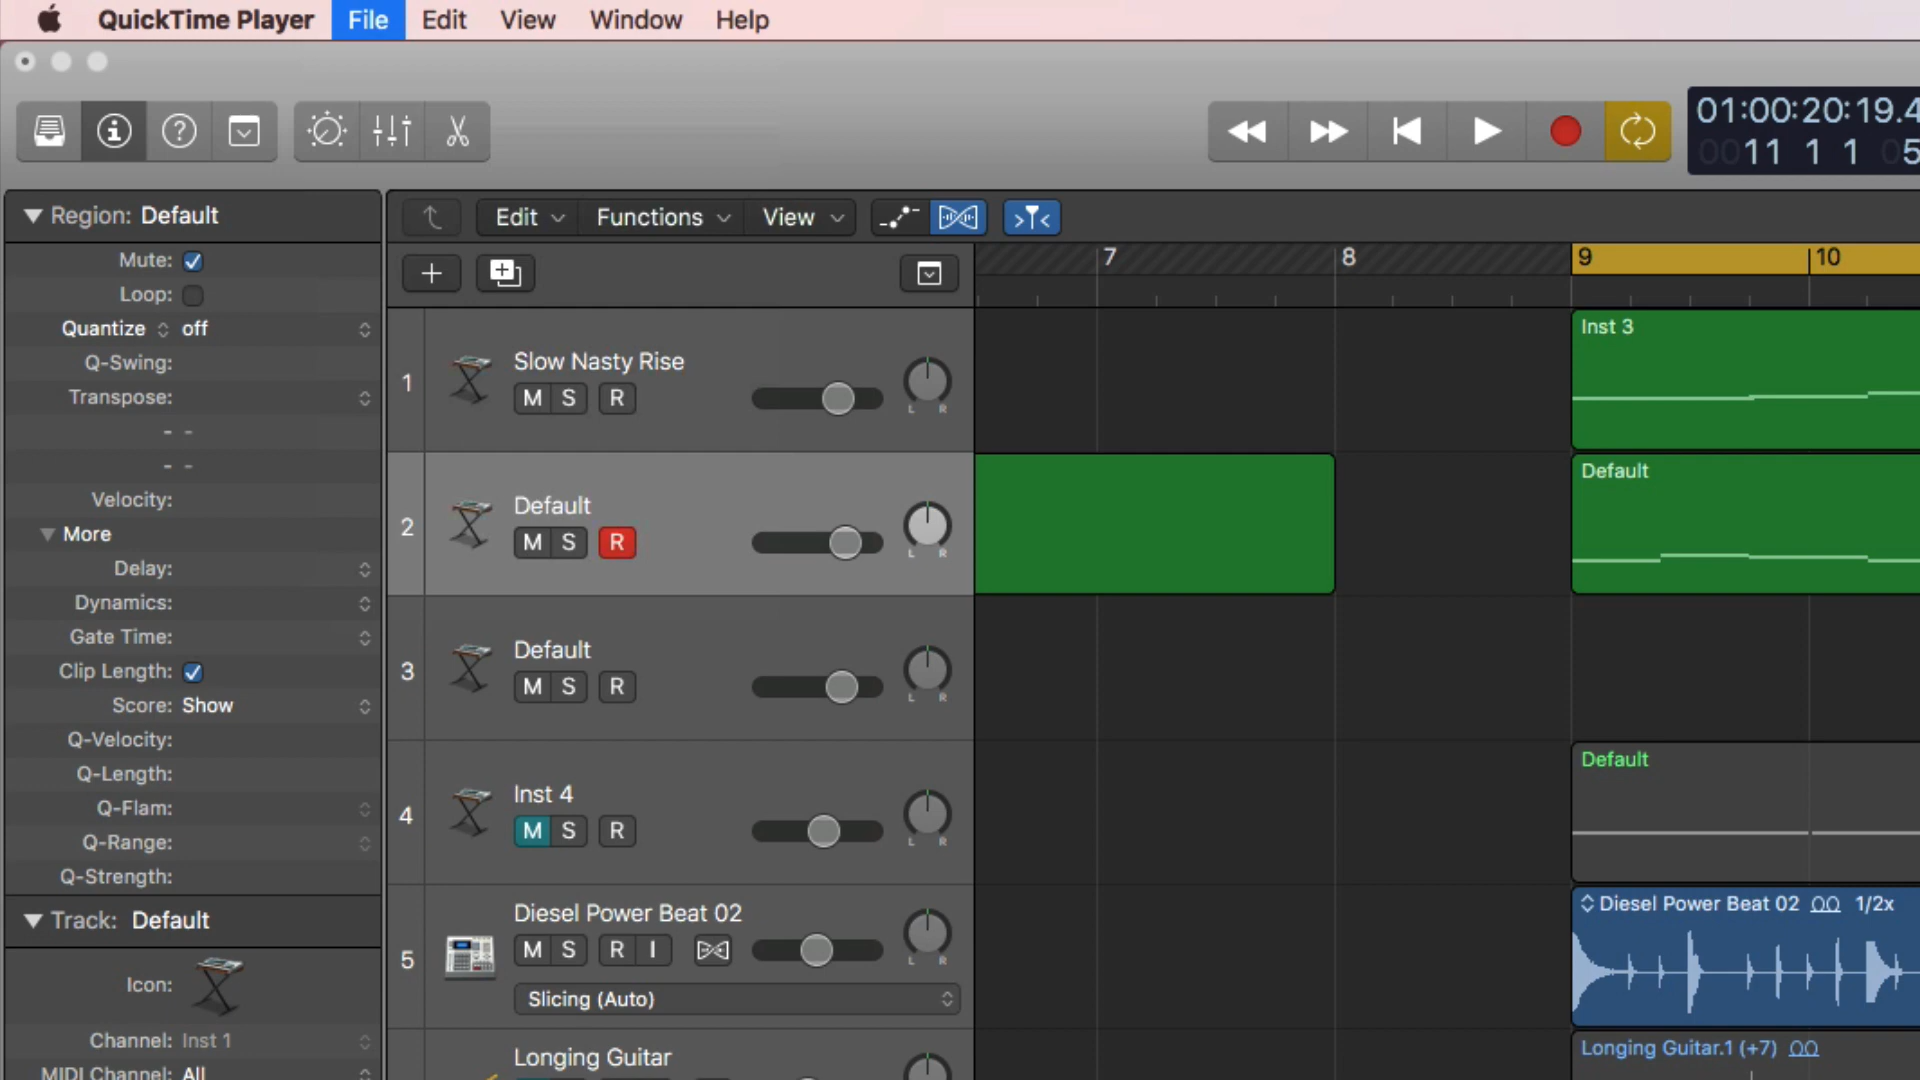 QuickTime Player File Edit View Window Help
01:00:20:19.4
0011 1 1 05
Region: Default
Edit Functions View
Mute:
Loop:
Quantize off
Q-Swing:
Transpose:
- -
- -
Velocity:
More
Delay:
Dynamics:
Gate Time:
Clip Length:
Score: Show
Q-Velocity:
Q-Length:
Q-Flam:
Q-Range:
Q-Strength:
Track: Default
Icon:
Channel: Inst 1
MIDI Channel: All
7 8 9 10
1 Slow Nasty Rise
M S R
L R
Inst 3
2 Default
M S R
L R
Default
3 Default
M S R
L R
4 Inst 4
M S R
L R
Default
5 Diesel Power Beat 02
M S R I
L R
Slicing (Auto)
Diesel Power Beat 02 1/2x
Longing Guitar
Longing Guitar.1 (+7)